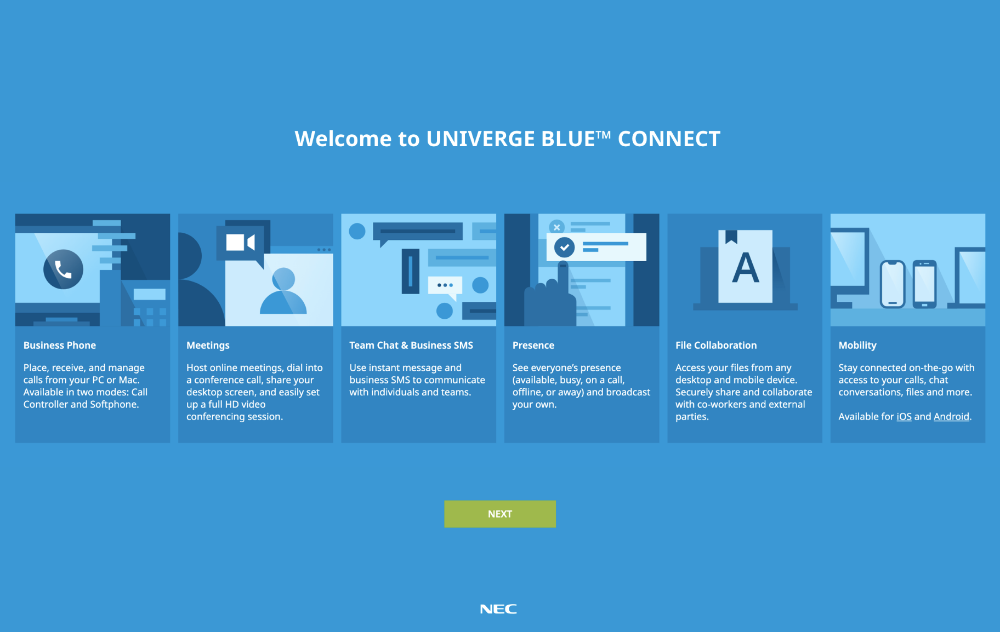 Welcome to UNIVERGE BLUE™ CONNECT
Business Phone
Place, receive, and manage
calls from your PC or Mac.
Available in two modes: Call
Controller and Softphone.
Meetings
Host online meetings, dial into
a conference call, share your
desktop screen, and easily set
up a full HD video
conferencing session.
Team Chat & Business SMS
Use instant message and
business SMS to communicate
with individuals and teams.
Presence
See everyone’s presence
(available, busy, on a call,
offline, or away) and broadcast
your own.
A
File Collaboration
Access your files from any
desktop and mobile device.
Securely share and collaborate
with co-workers and external
parties.
Mobility
Stay connected on-the-go with
access to your calls, chat
conversations, files and more.
Available for iOS and Android.
NEXT
NEC